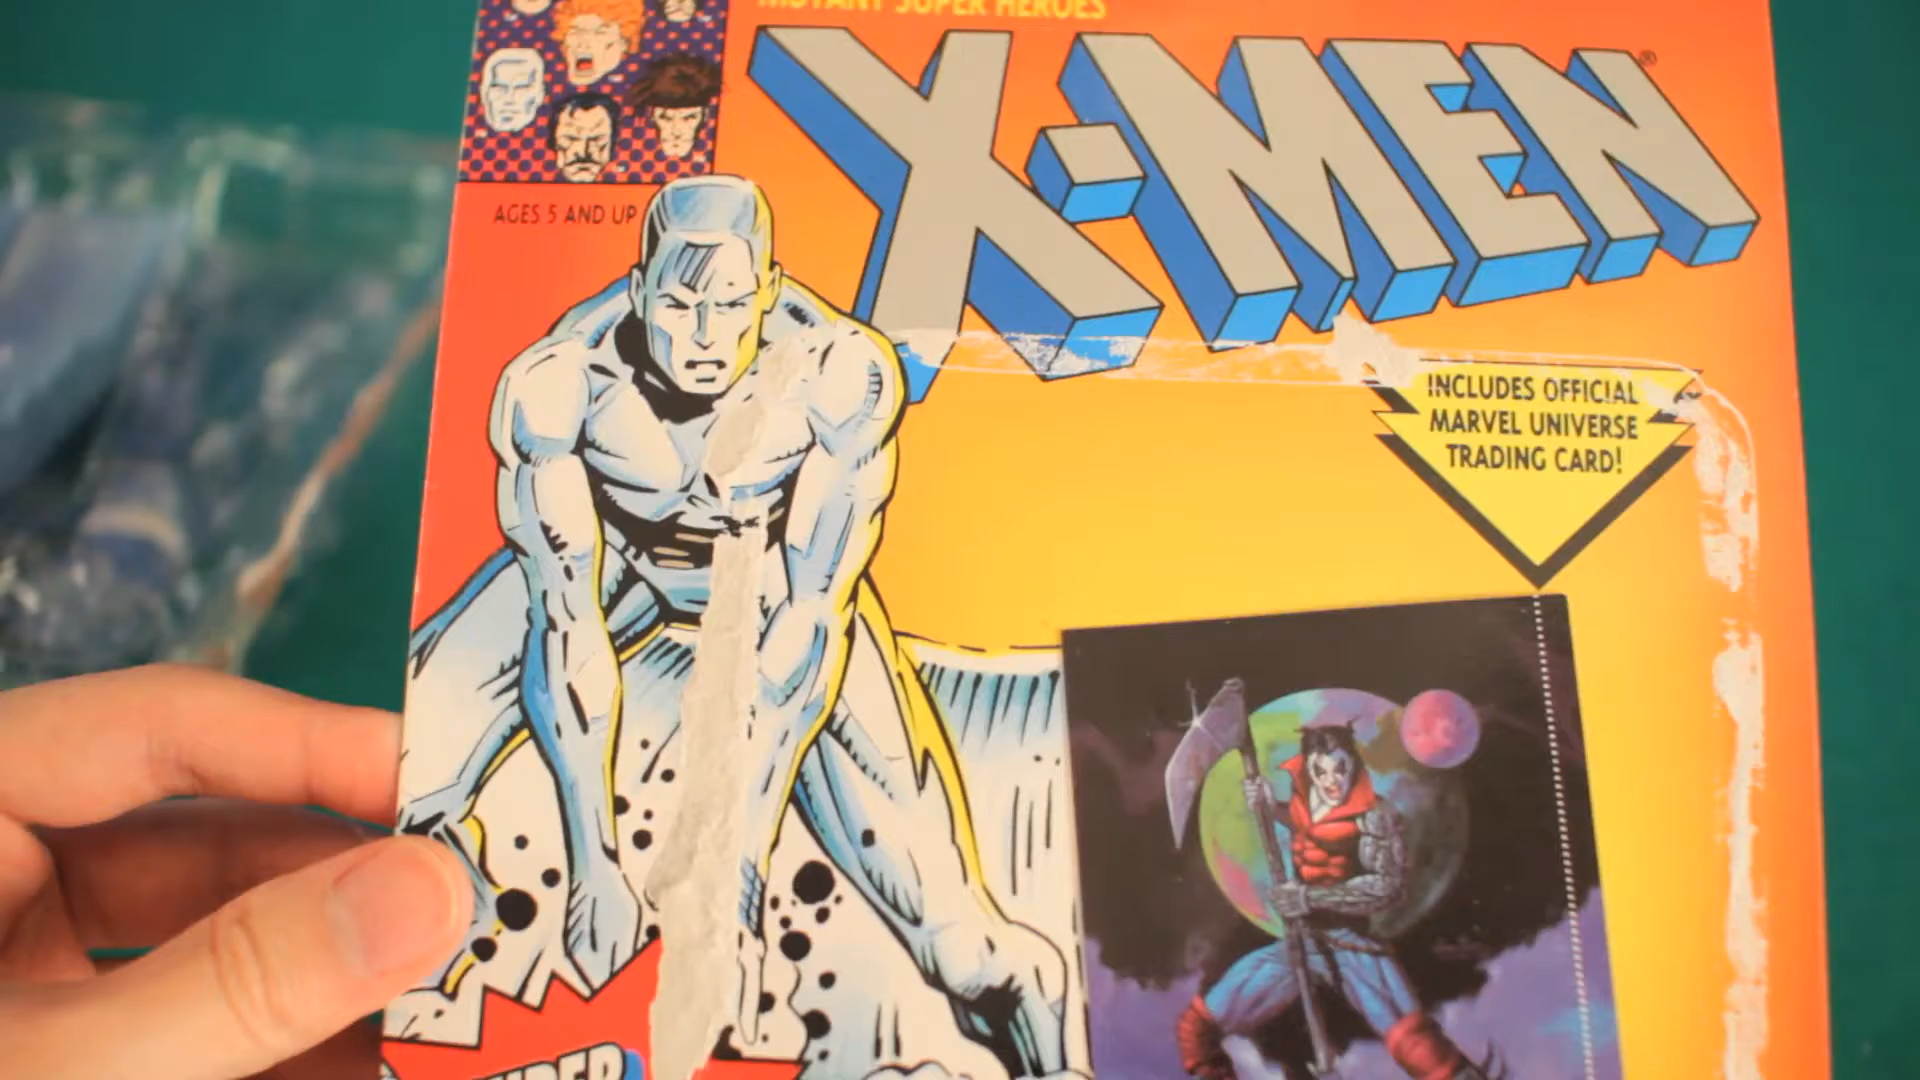 MUTANT SUPER HEROES
X-MEN®
AGES 5 AND UP
INCLUDES OFFICIAL
MARVEL UNIVERSE
TRADING CARD!